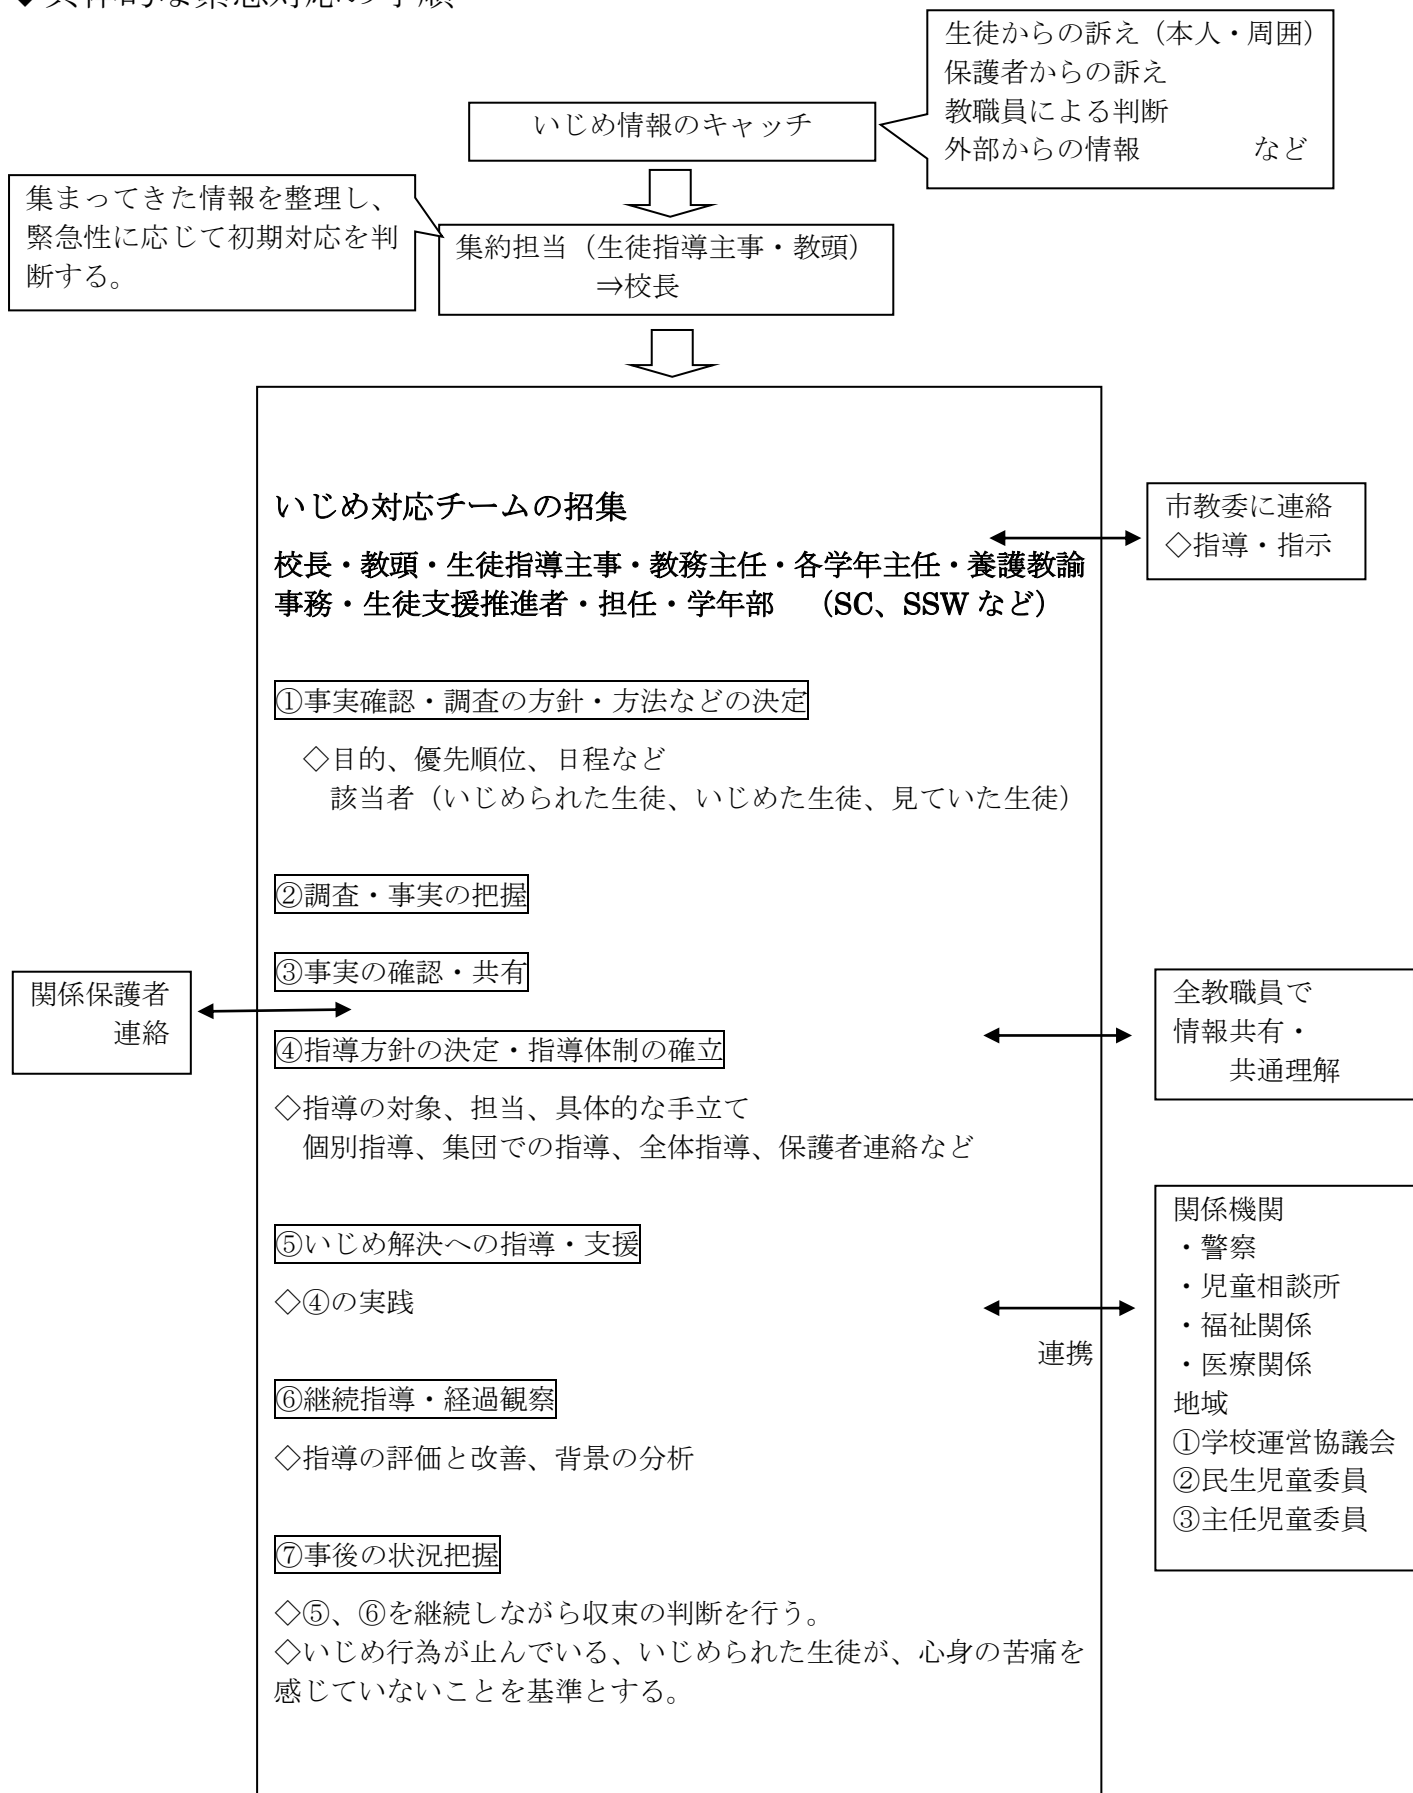 ◆具体的な緊急対応の手順
生徒からの訴え（本人・周囲）
保護者からの訴え
教職員による判断
外部からの情報　　　　など
いじめ情報のキャッチ
集まってきた情報を整理し、
緊急性に応じて初期対応を判
断する。
集約担当（生徒指導主事・教頭）
⇒校長
いじめ対応チームの招集
校長・教頭・生徒指導主事・教務主任・各学年主任・養護教諭
事務・生徒支援推進者・担任・学年部　（SC、SSW など）
市教委に連絡
◇指導・指示
①事実確認・調査の方針・方法などの決定
◇目的、優先順位、日程など
該当者（いじめられた生徒、いじめた生徒、見ていた生徒）
②調査・事実の把握
③事実の確認・共有
関係保護者
連絡
全教職員で
情報共有・
共通理解
④指導方針の決定・指導体制の確立
◇指導の対象、担当、具体的な手立て
個別指導、集団での指導、全体指導、保護者連絡など
⑤いじめ解決への指導・支援
◇④の実践
連携
関係機関
・警察
・児童相談所
・福祉関係
・医療関係
地域
①学校運営協議会
②民生児童委員
③主任児童委員
⑥継続指導・経過観察
◇指導の評価と改善、背景の分析
⑦事後の状況把握
◇⑤、⑥を継続しながら収束の判断を行う。
◇いじめ行為が止んでいる、いじめられた生徒が、心身の苦痛を
感じていないことを基準とする。